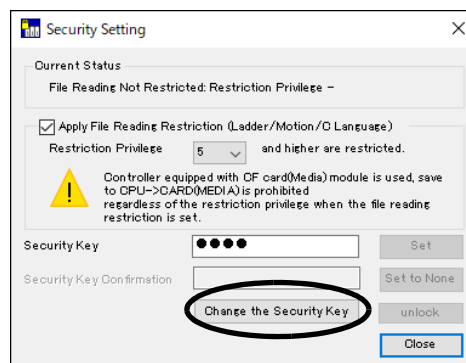 Security Setting
Current Status
File Reading Not Restricted: Restriction Privilege -
Apply File Reading Restriction (Ladder/Motion/C Language)
Restriction Privilege 5 and higher are restricted.
Controller equipped with CF card(Media) module is used, save
to CPU->CARD(MEDIA) is prohibited
regardless of the restriction privilege when the file reading
restriction is set.
Security Key ●●●● Set
Security Key Confirmation Set to None
Change the Security Key unlock
Close